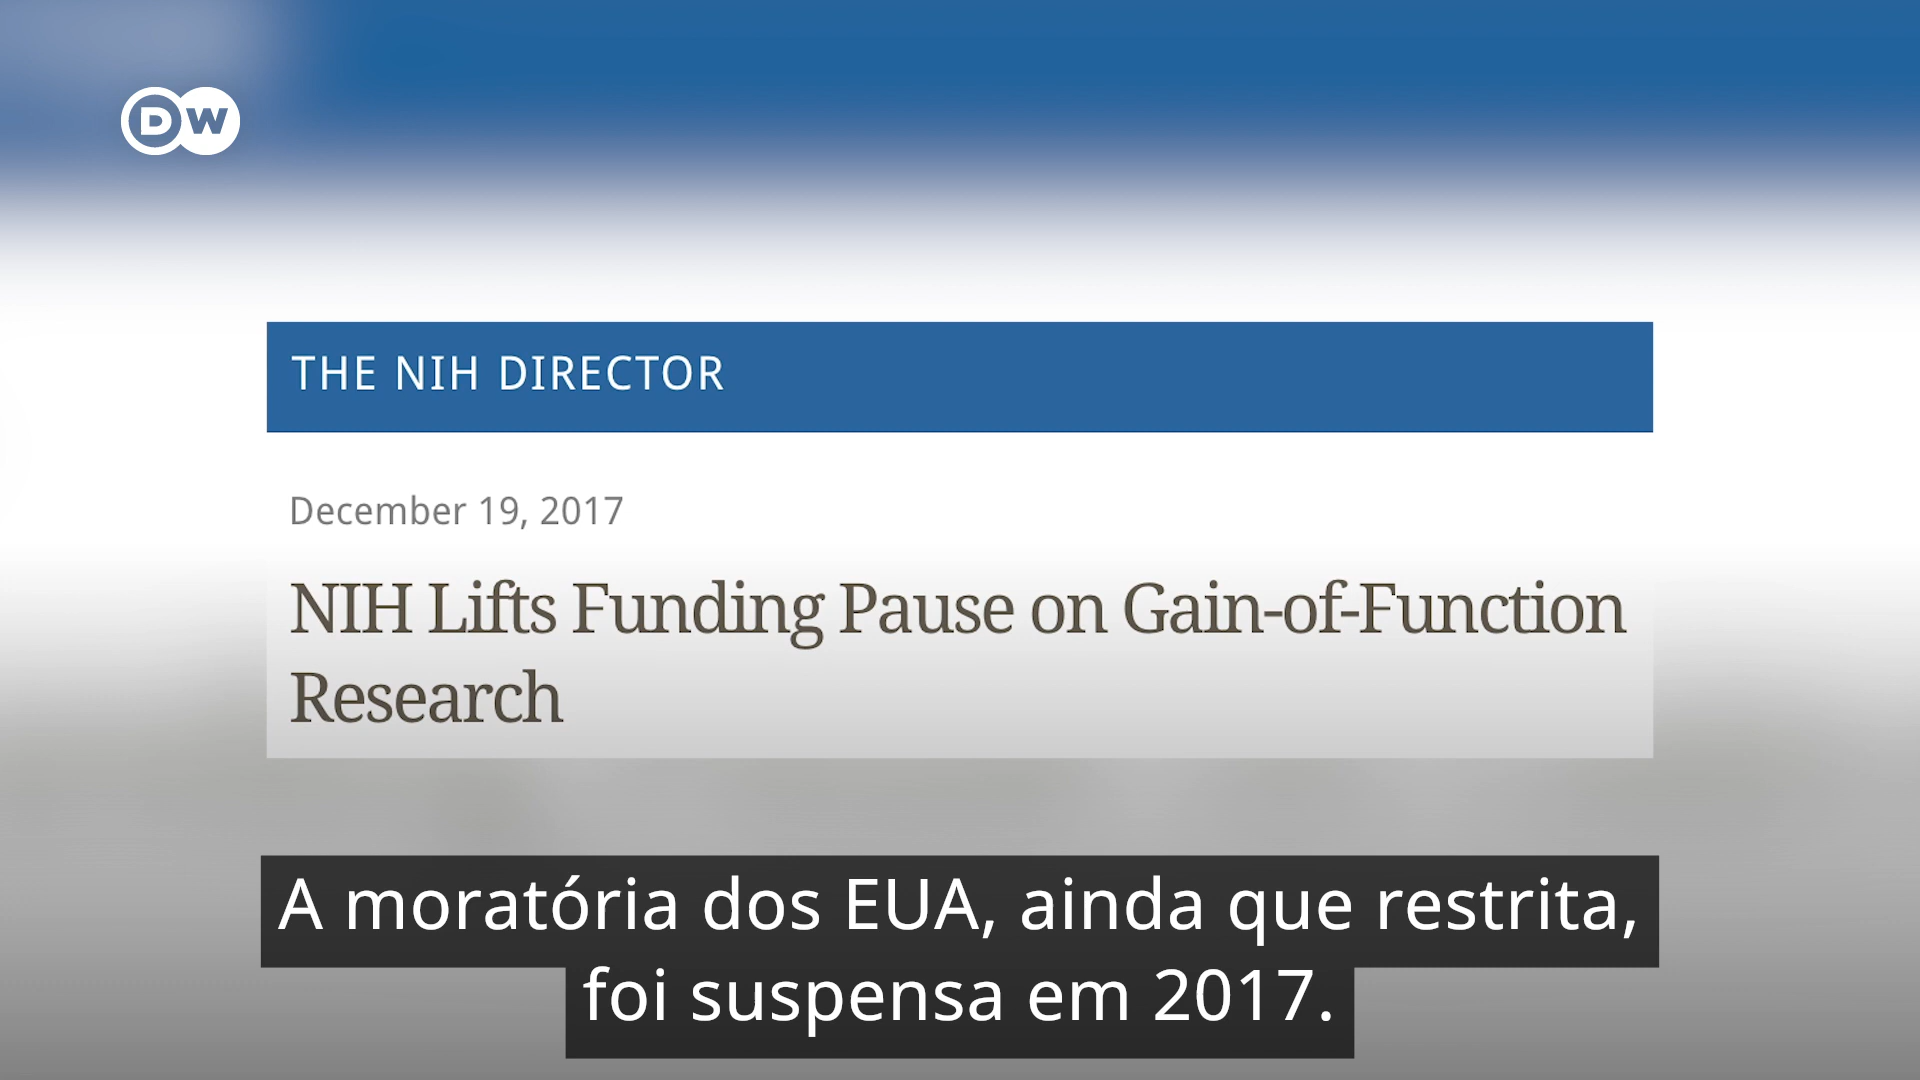 DW
THE NIH DIRECTOR
December 19, 2017
NIH Lifts Funding Pause on Gain-of-Function
Research
A moratória dos EUA, ainda que restrita,
foi suspensa em 2017.